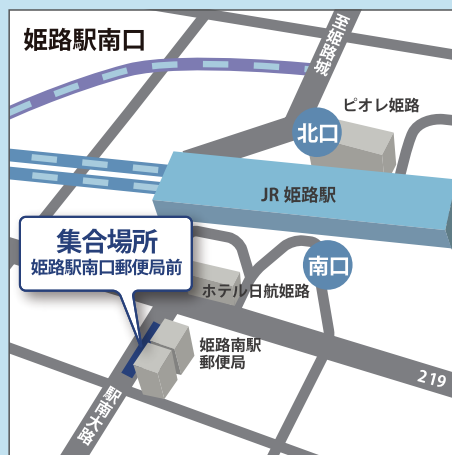 姫路駅南口
至姫路城
ピオレ姫路
北口
JR 姫路駅
集合場所
姫路駅南口郵便局前
南口
ホテル日航姫路
姫路南駅
郵便局
219
駅南大路